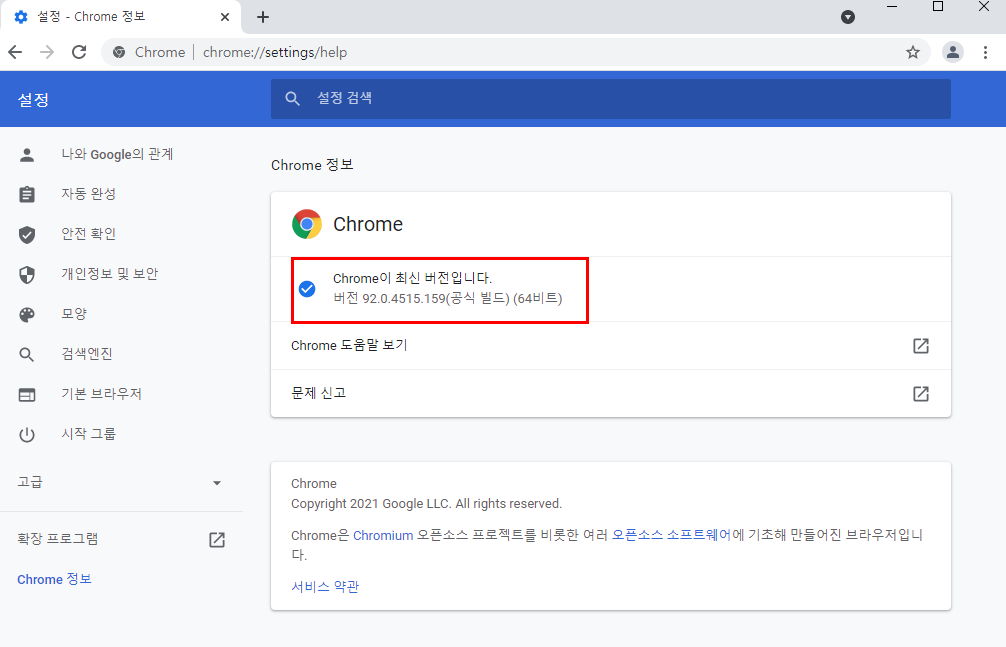 설정 - Chrome 정보
Chrome | chrome://settings/help
설정
설정 검색
나와 Google의 관계
자동 완성
안전 확인
개인정보 및 보안
모양
검색엔진
기본 브라우저
시작 그룹
고급
확장 프로그램
Chrome 정보
Chrome 정보
Chrome
Chrome이 최신 버전입니다.
버전 92.0.4515.159(공식 빌드) (64비트)
Chrome 도움말 보기
문제 신고
Chrome
Copyright 2021 Google LLC. All rights reserved.
Chrome은 Chromium 오픈소스 프로젝트를 비롯한 여러 오픈소스 소프트웨어에 기초해 만들어진 브라우저입니
다.
서비스 약관